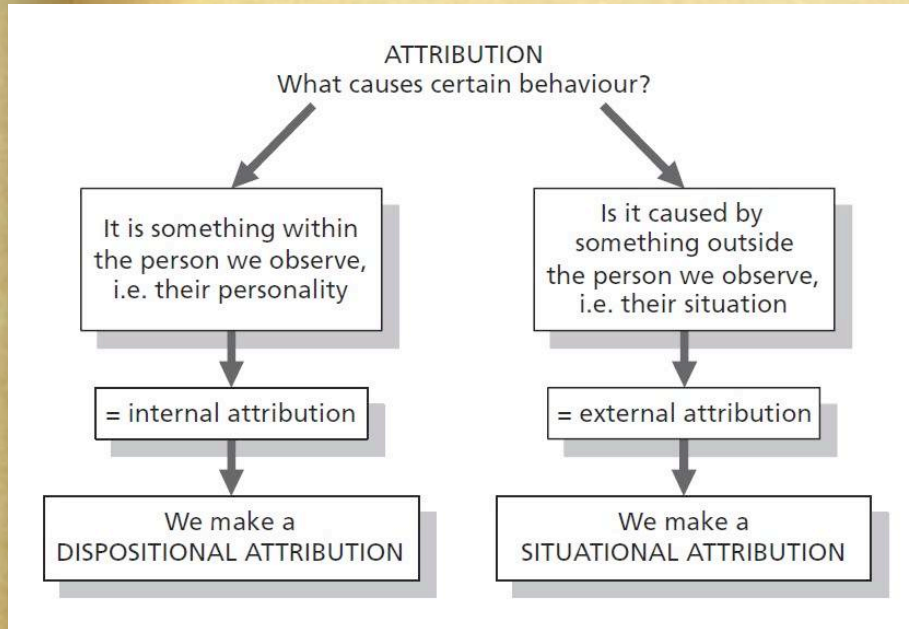 ATTRIBUTION
What causes certain behaviour?
It is something within
the person we observe,
i.e. their personality
= internal attribution
We make a
DISPOSITIONAL ATTRIBUTION
Is it caused by
something outside
the person we observe,
i.e. their situation
= external attribution
We make a
SITUATIONAL ATTRIBUTION